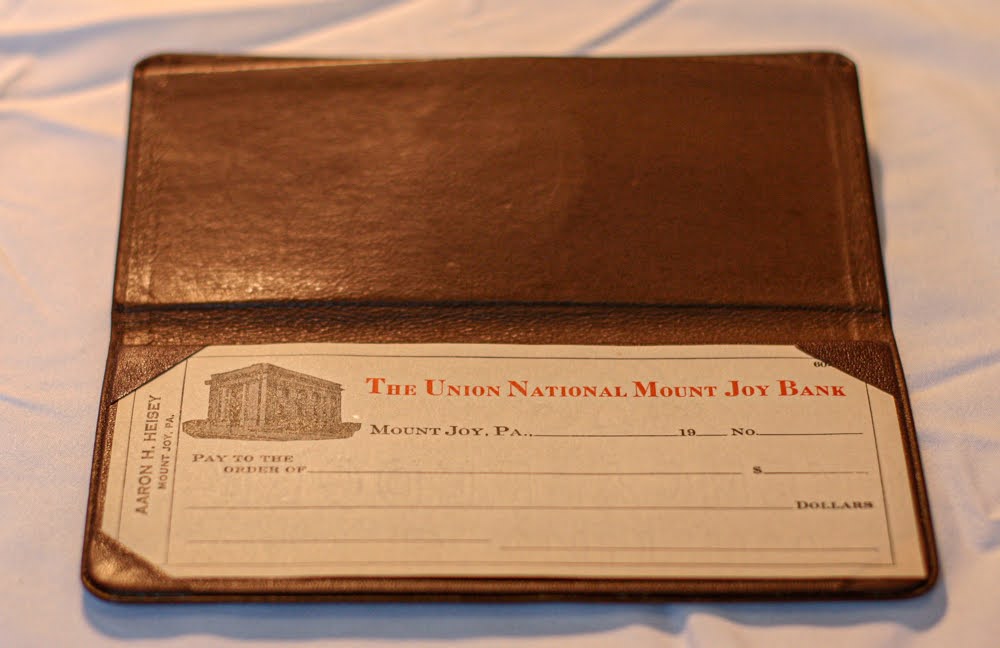 THE UNION NATIONAL MOUNT JOY BANK
MOUNT JOY, PA., 19 No.
PAY TO THE
ORDER OF $
DOLLARS
AARON H. HEISEY
MOUNT JOY, PA.